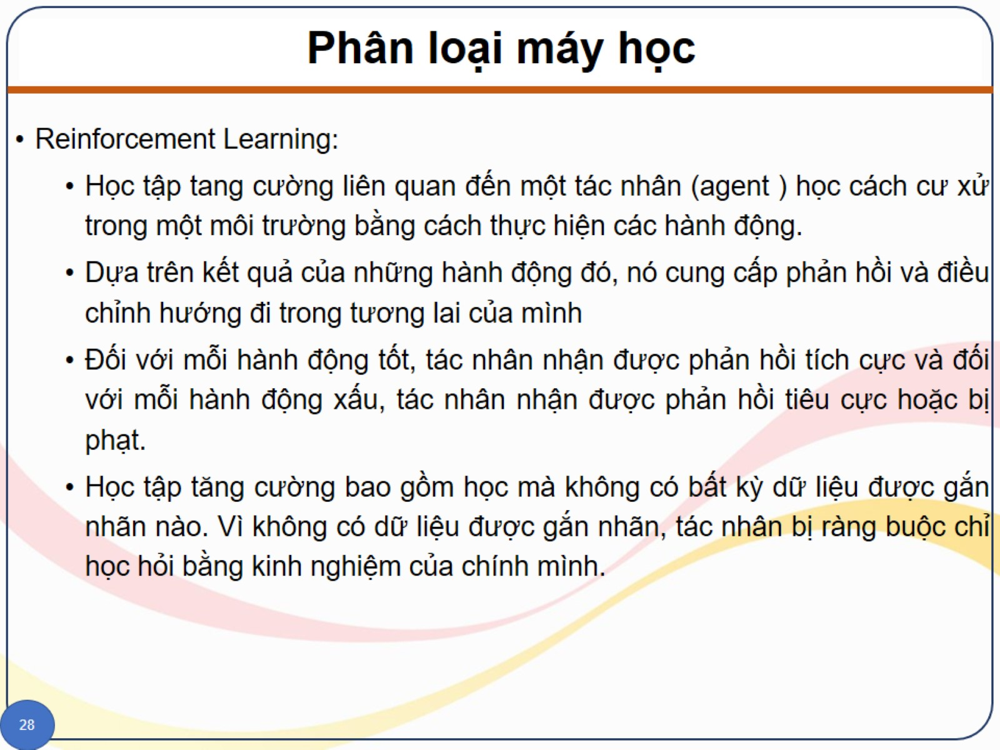 Phân loại máy học
• Reinforcement Learning:
• Học tập tang cường liên quan đến một tác nhân (agent ) học cách cư xử
trong một môi trường bằng cách thực hiện các hành động.
• Dựa trên kết quả của những hành động đó, nó cung cấp phản hồi và điều
chỉnh hướng đi trong tương lai của mình
• Đối với mỗi hành động tốt, tác nhân nhận được phản hồi tích cực và đối
với mỗi hành động xấu, tác nhân nhận được phản hồi tiêu cực hoặc bị
phạt.
• Học tập tăng cường bao gồm học mà không có bất kỳ dữ liệu được gắn
nhãn nào. Vì không có dữ liệu được gắn nhãn, tác nhân bị ràng buộc chỉ
học hỏi bằng kinh nghiệm của chính mình.
28